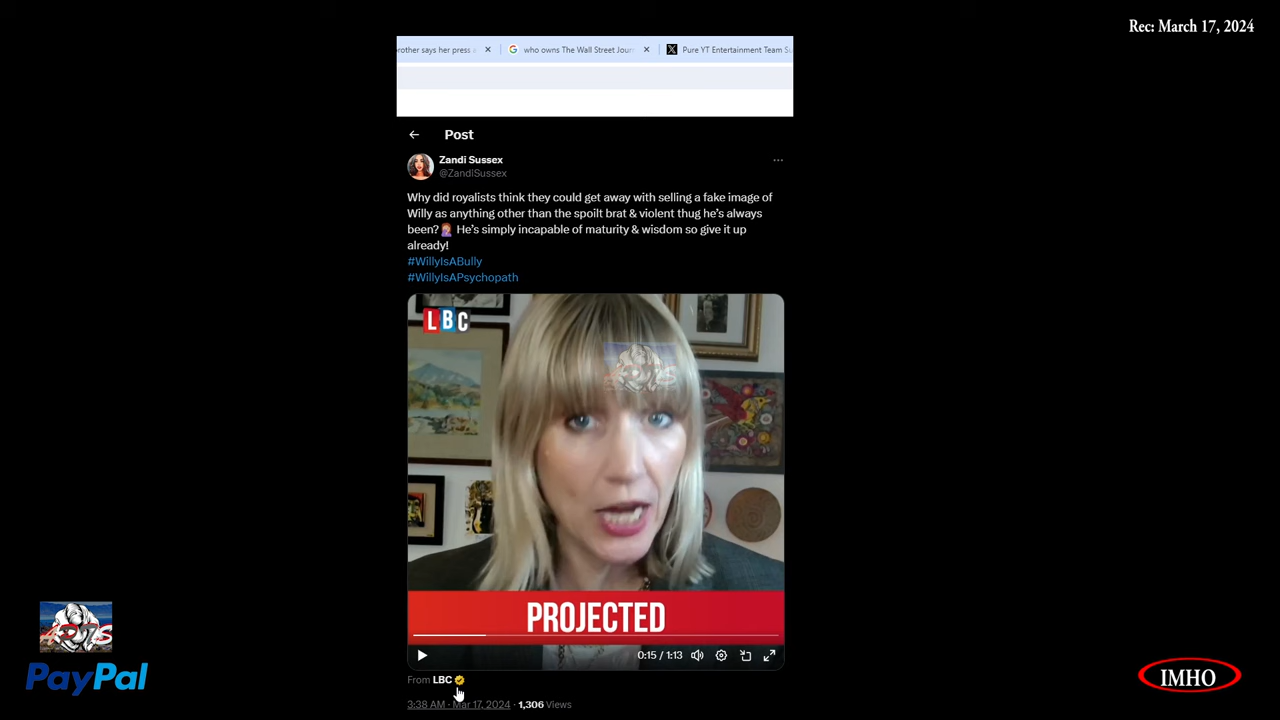 Rec: March 17, 2024
brother says her press
who owns The Wall Street Jour
Pure YT Entertainment Team
Post
Zandi Sussex
@ZandiSussex
Why did royalists think they could get away with selling a fake image of
Willy as anything other than the spoilt brat & violent thug he's always
been? He's simply incapable of maturity & wisdom so give it up
already!
#WillyIsABully
#WillyIsAPsychopath
LBC
PROJECTED
0:15 / 1:13
From LBC
3:38 AM · Mar 17, 2024 · 1,306 Views
PayPal
IMHO